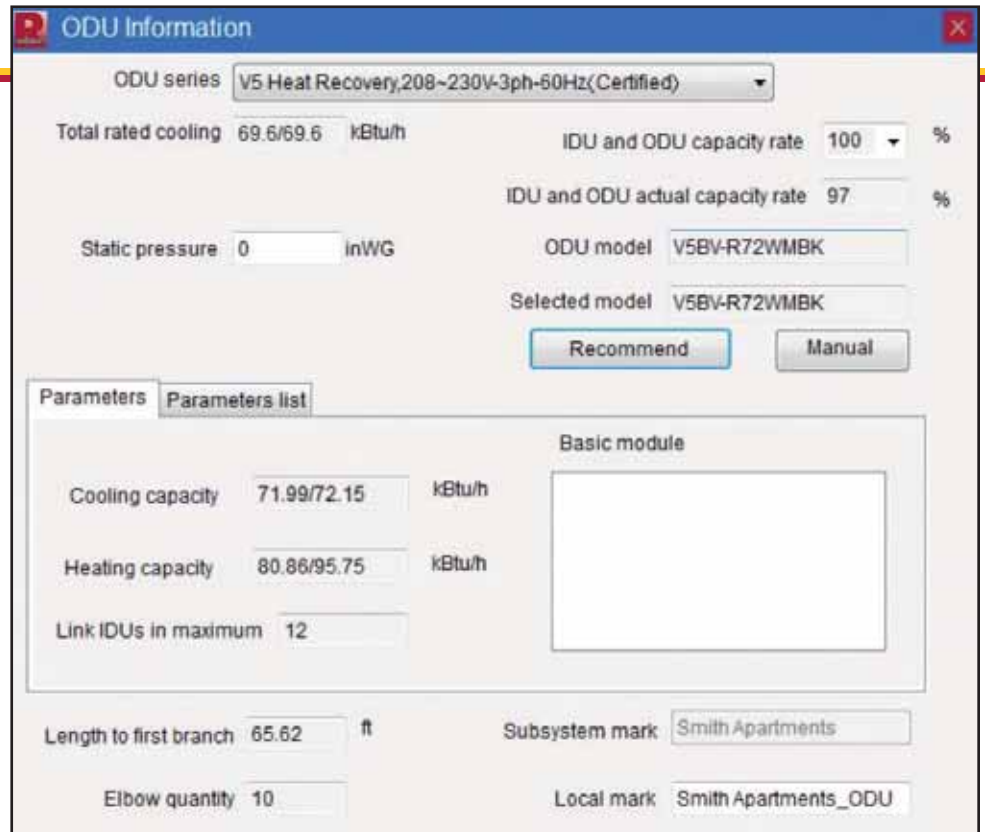 ODU Information
ODU series V5 Heat Recovery,208~230V-3ph-60Hz(Certified)
Total rated cooling 69.6/69.6 kBtu/h IDU and ODU capacity rate 100 %
IDU and ODU actual capacity rate 97 %
Static pressure 0 inWG ODU model V5BV-R72WMBK
Selected model V5BV-R72WMBK
Recommend Manual
Parameters Parameters list
Basic module
Cooling capacity 71.99/72.15 kBtu/h
Heating capacity 80.86/95.75 kBtu/h
Link IDUs in maximum 12
Length to first branch 65.62 ft Subsystem mark Smith Apartments
Elbow quantity 10 Local mark Smith Apartments_ODU